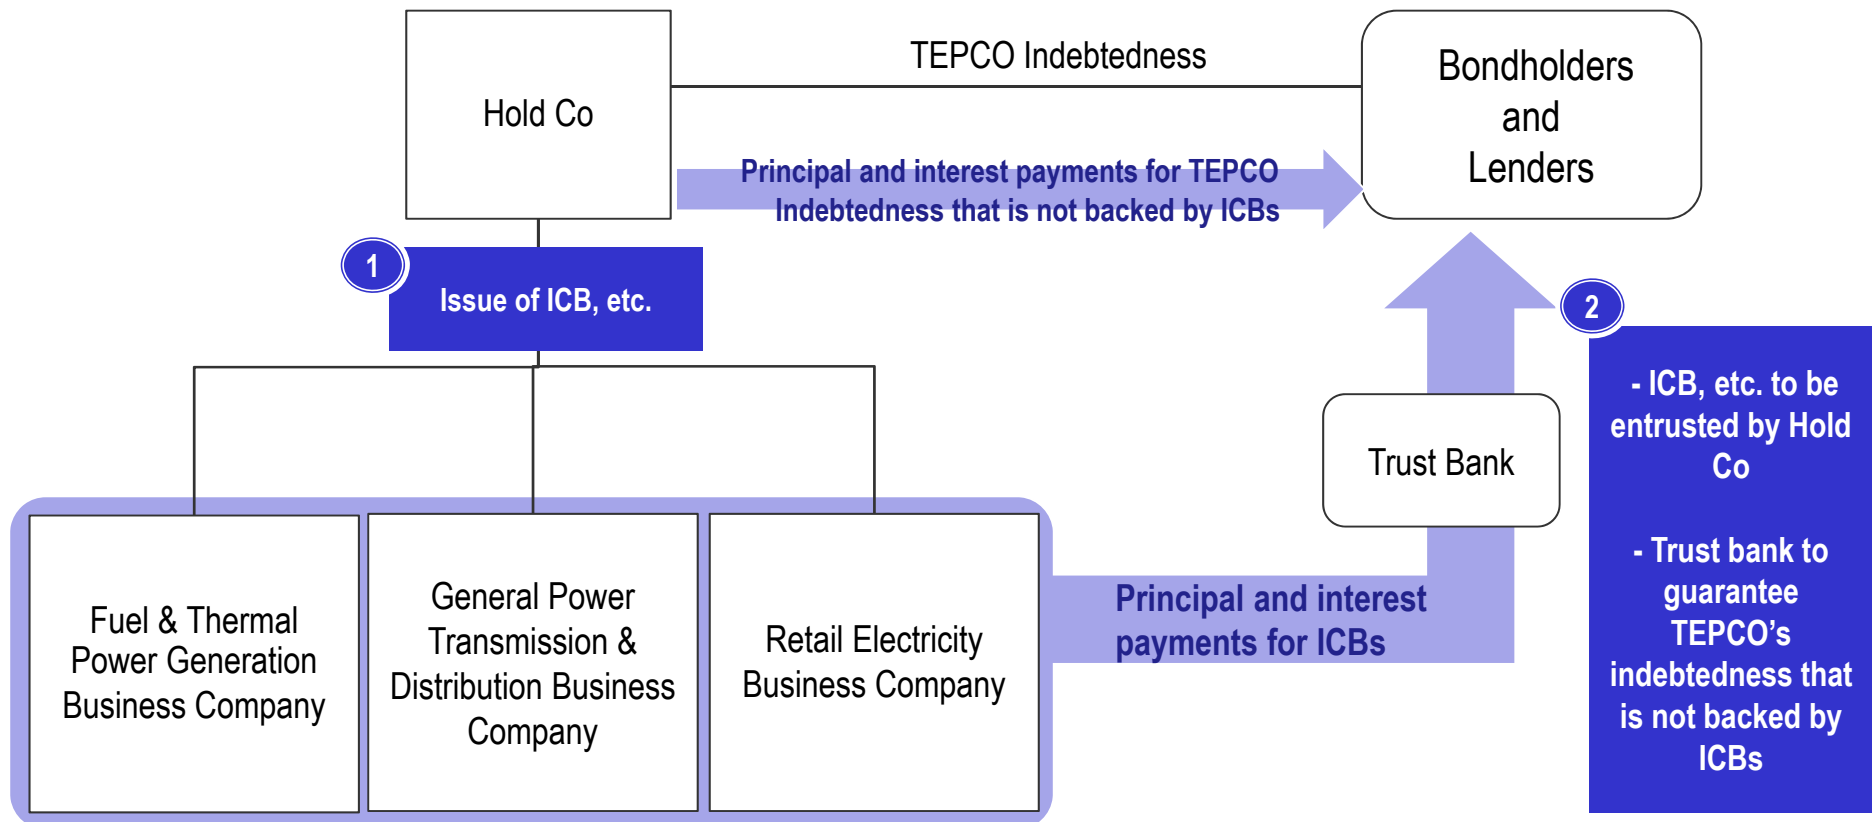 TEPCO Indebtedness
Hold Co
Bondholders
and
Lenders
Principal and interest payments for TEPCO
Indebtedness that is not backed by ICBs
1
Issue of ICB, etc.
2
- ICB, etc. to be
entrusted by Hold
Co
- Trust bank to
guarantee
TEPCO’s
indebtedness that
is not backed by
ICBs
Trust Bank
Fuel & Thermal
Power Generation
Business Company
General Power
Transmission &
Distribution Business
Company
Retail Electricity
Business Company
Principal and interest
payments for ICBs